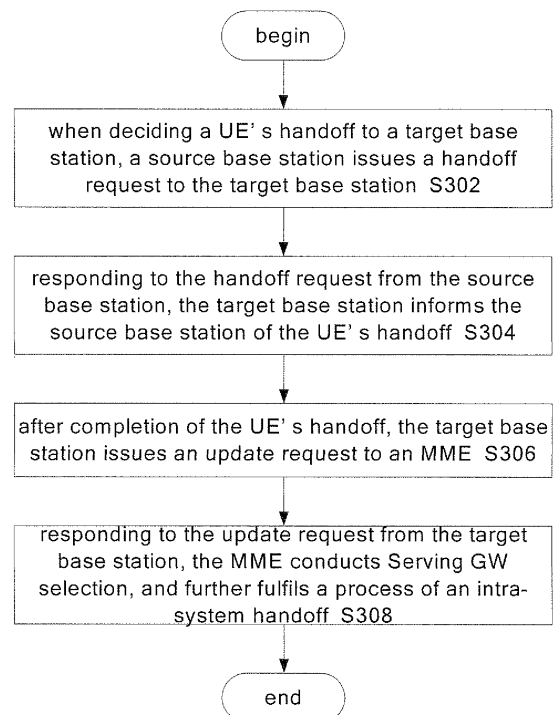 begin
when deciding a UE' s handoff to a target base
station, a source base station issues a handoff
request to the target base station S302
responding to the handoff request from the source
base station, the target base station informs the
source base station of the UE' s handoff S304
after completion of the UE' s handoff, the target base
station issues an update request to an MME S306
responding to the update request from the target
base station, the MME conducts Serving GW
selection, and further fulfils a process of an intra-
system handoff S308
end